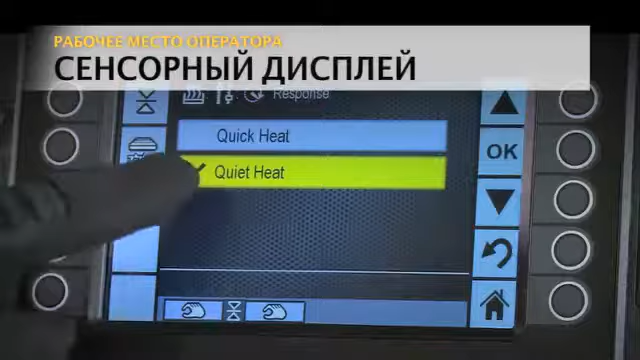 РАБОЧЕЕ МЕСТО ОПЕРАТОРА
СЕНСОРНЫЙ ДИСПЛЕЙ
Response
Quick Heat
OK
Quiet Heat